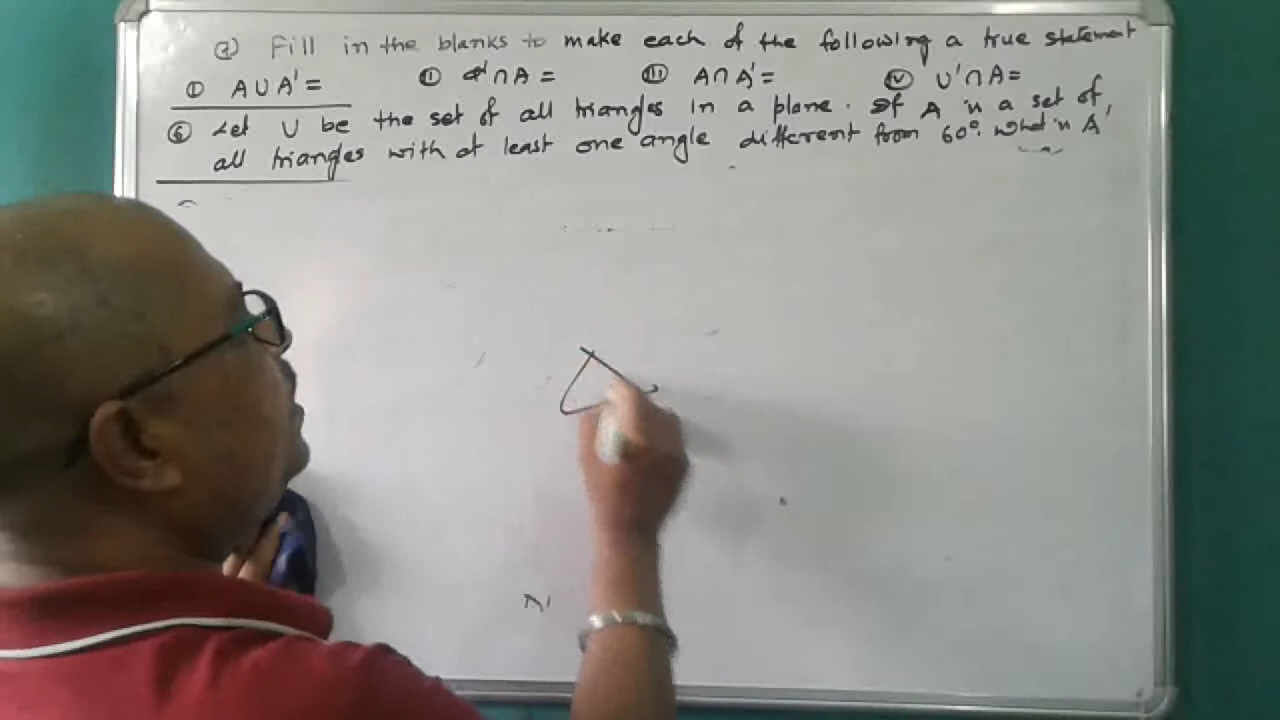 Q) Fill in the blanks to make each of the following a true statement
① A∪A'= ⓘⓘ φ'∩A = ⓘⓘⓘ A∩A'= ⓘⓥ U'∩A=
⑥ Let U be the set of all triangles in a plane. If A is a set of
all triangles with at least one angle different from 60°. what is A'